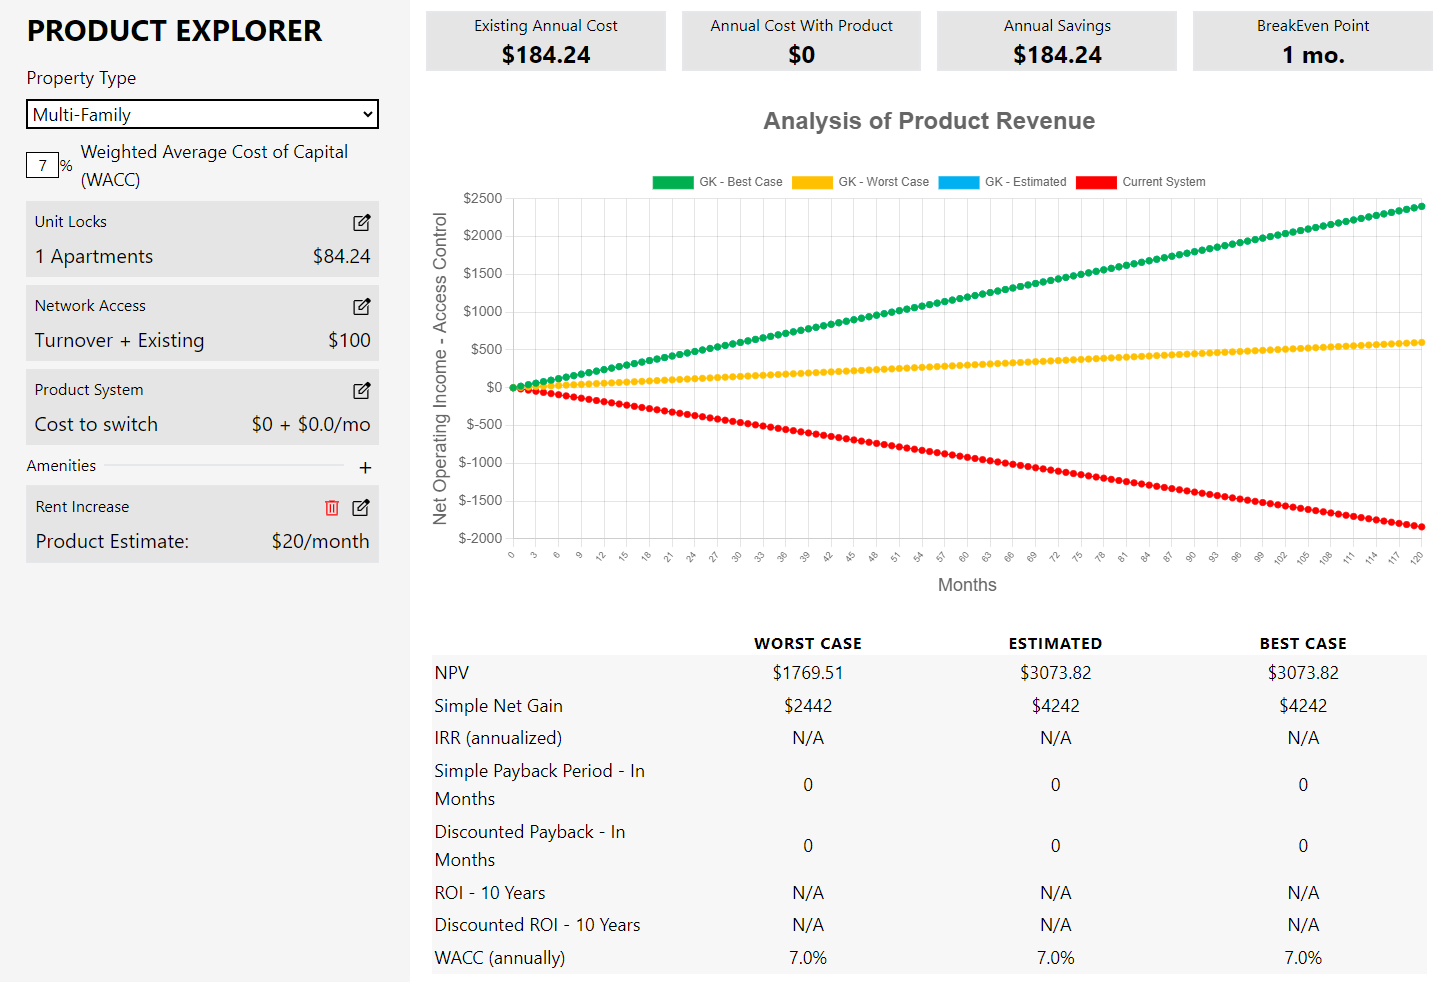 PRODUCT EXPLORER
Property Type
Multi-Family
7 % Weighted Average Cost of Capital
(WACC)
Unit Locks
1 Apartments $84.24
Network Access
Turnover + Existing $100
Product System
Cost to switch $0 + $0.0/mo
Amenities +
Rent Increase
Product Estimate: $20/month
Existing Annual Cost
$184.24
Annual Cost With Product
$0
Annual Savings
$184.24
BreakEven Point
1 mo.
Analysis of Product Revenue
GK - Best Case GK - Worst Case GK - Estimated Current System
Net Operating Income - Access Control
$2500
$2000
$1500
$1000
$500
$0
$-500
$-1000
$-1500
$-2000
0 3 6 9 12 15 18 21 24 27 30 33 36 39 42 45 48 51 54 57 60 63 66 69 72 75 78 81 84 87 90 93 96 99 102 105 108 111 114 117 120
Months
WORST CASE ESTIMATED BEST CASE
NPV $1769.51 $3073.82 $3073.82
Simple Net Gain $2442 $4242 $4242
IRR (annualized) N/A N/A N/A
Simple Payback Period - In
Months 0 0 0
Discounted Payback - In
Months 0 0 0
ROI - 10 Years N/A N/A N/A
Discounted ROI - 10 Years N/A N/A N/A
WACC (annually) 7.0% 7.0% 7.0%